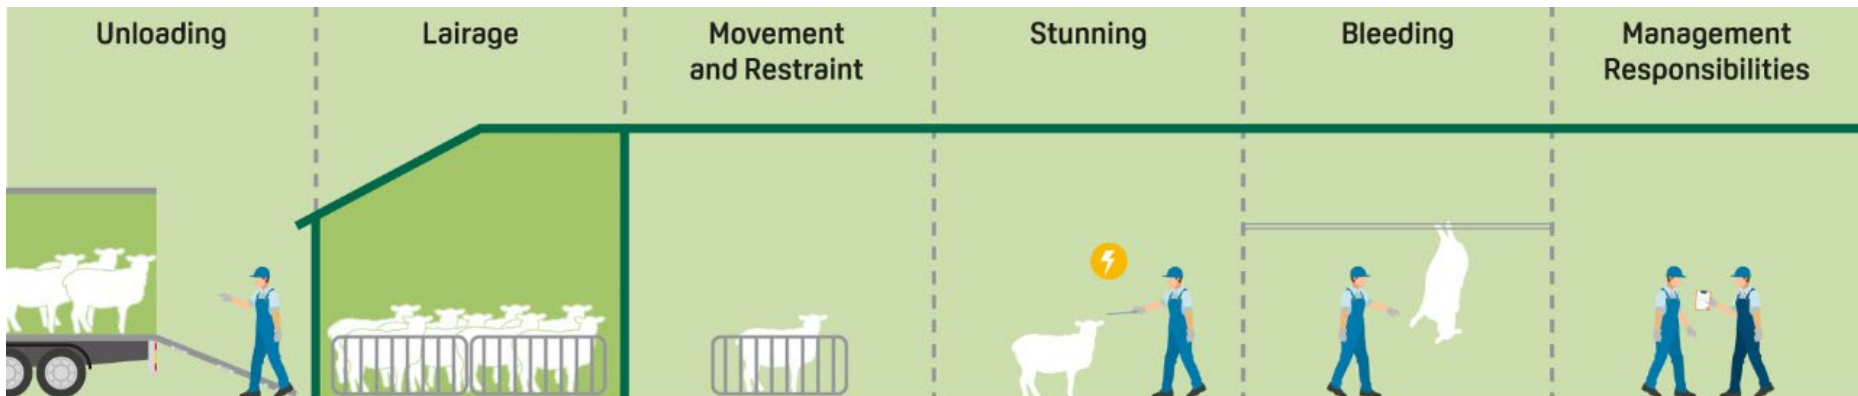 Unloading
Lairage
Movement
and Restraint
Stunning
Bleeding
Management
Responsibilities